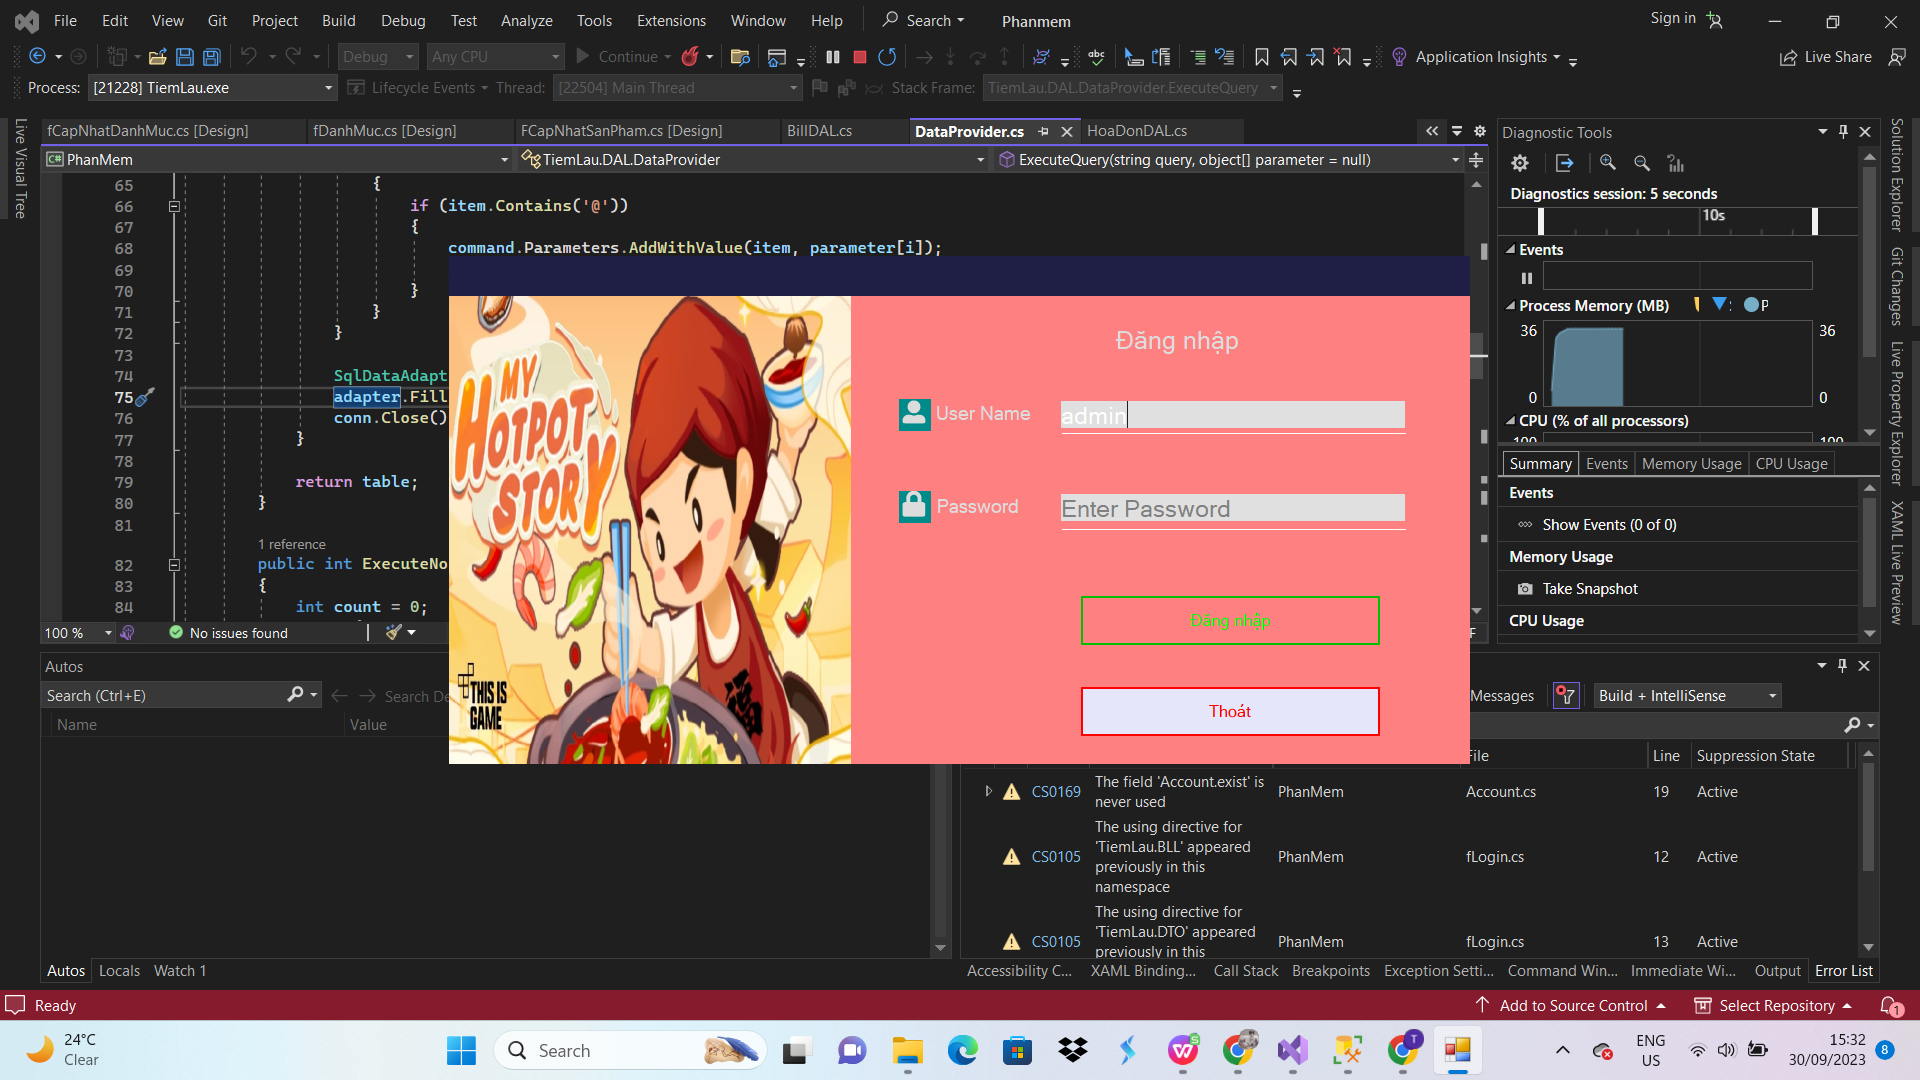 File Edit View Git Project Build Debug Test Analyze Tools Extensions Window Help Search Phanmem Sign in
Debug Any CPU Continue Application Insights Live Share
Process: [21228] TiemLau.exe Lifecycle Events Thread: [22504] Main Thread Stack Frame: TiemLau.DAL.DataProvider.ExecuteQuery
Live Visual Tree
fCapNhatDanhMuc.cs [Design] fDanhMuc.cs [Design] FCapNhatSanPham.cs [Design] BillDAL.cs DataProvider.cs HoaDonDAL.cs
C# PhanMem TiemLau.DAL.DataProvider ExecuteQuery(string query, object[] parameter = null)
65 {
66 if (item.Contains('@'))
67 {
68 command.Parameters.AddWithValue(item, parameter[i]);
69
70 }
71 }
72 }
73
74 SqlDataAdapt
75 adapter.Fill
76 conn.Close()
77 }
78
79 return table;
80 }
81
1 reference
82 public int ExecuteNo
83 {
84 int count = 0;
100 % No issues found
MY
HOTPOT
STORY
THIS IS
GAME
Đăng nhập
User Name admin
Password Enter Password
Đăng nhập
Thoát
Diagnostic Tools
Diagnostics session: 5 seconds
10s
Events
Process Memory (MB) P
36 36
0 0
CPU (% of all processors)
100 100
Summary Events Memory Usage CPU Usage
Events
Show Events (0 of 0)
Memory Usage
Take Snapshot
CPU Usage
Solution Explorer
Git Changes
Live Property Explorer
XAML Live Preview
Autos
Search (Ctrl+E) Search De
Name Value
Messages Build + IntelliSense
File Line Suppression State
CS0169 The field 'Account.exist' is never used PhanMem Account.cs 19 Active
CS0105 The using directive for 'TiemLau.BLL' appeared previously in this namespace PhanMem fLogin.cs 12 Active
CS0105 The using directive for 'TiemLau.DTO' appeared previously in this PhanMem fLogin.cs 13 Active
Autos Locals Watch 1
Accessibility C... XAML Binding... Call Stack Breakpoints Exception Setti... Command Win... Immediate Wi... Output Error List
Ready Add to Source Control Select Repository 1
24°C
Clear
Search
ENG
US
15:32
30/09/2023
8